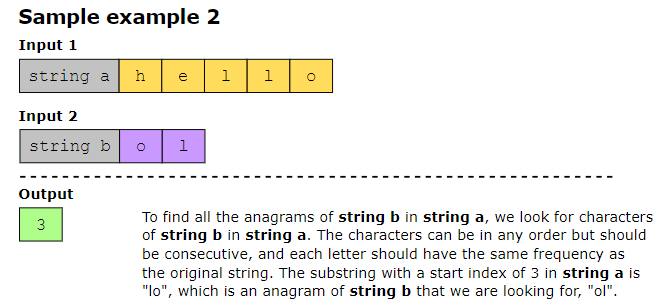 Sample example 2
Input 1
string a h e l l o
Input 2
string b o l
Output
3
To find all the anagrams of string b in string a, we look for characters
of string b in string a. The characters can be in any order but should
be consecutive, and each letter should have the same frequency as
the original string. The substring with a start index of 3 in string a is
"lo", which is an anagram of string b that we are looking for, "ol".